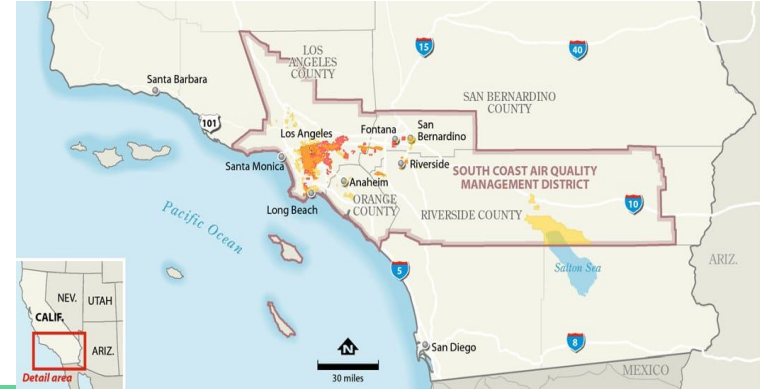 LOS
ANGELES
COUNTY
15
40
Santa Barbara
SAN BERNARDINO
COUNTY
101
Los Angeles
Fontana
San
Bernardino
Santa Monica
Riverside
SOUTH COAST AIR QUALITY
MANAGEMENT DISTRICT
Anaheim
Long Beach
ORANGE
COUNTY
RIVERSIDE COUNTY
10
Pacific Ocean
5
Salton Sea
ARIZ.
NEV.
UTAH
CALIF.
ARIZ.
Detail area
N
30 miles
San Diego
8
MEXICO